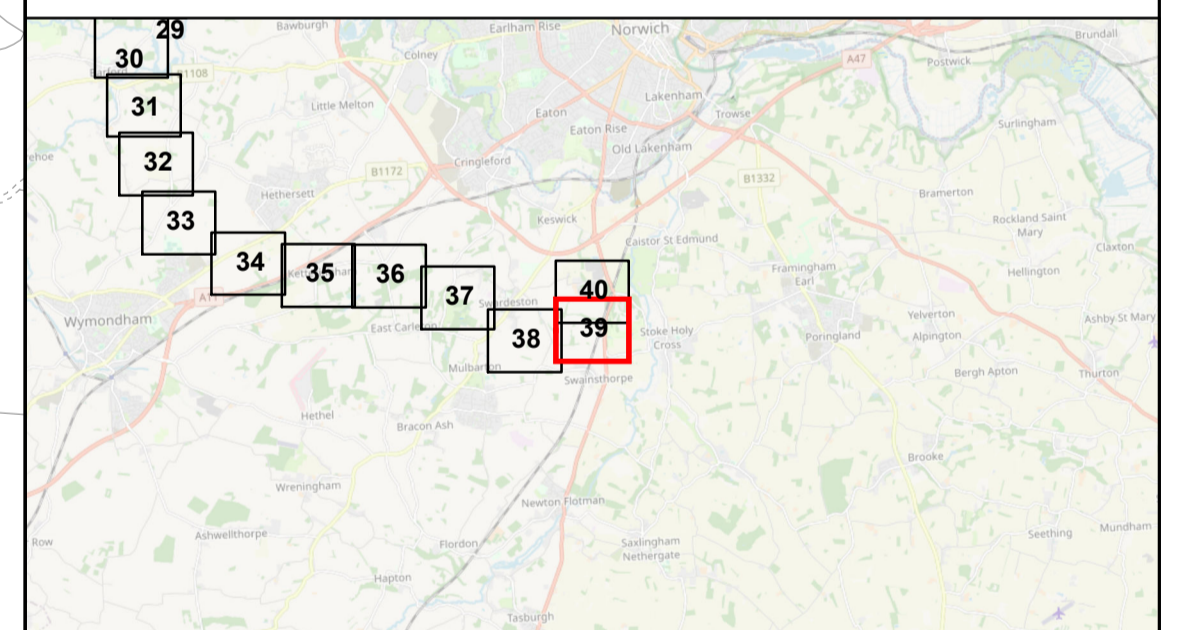 29
Bawburgh
Earlham Rise
Norwich
Brundall
30
Colney
A47
Postwick
1108
31
Little Melton
Lakenham
Eaton
Trowse
Eaton Rise
Surlingham
Old Lakenham
ehoe
32
Cringleford
B1172
B1332
Hethersett
Bramerton
33
Keswick
Rockland Saint
Mary
Caistor St Edmund
Claxton
34
35
36
40
Framingham
Earl
Hellington
A11
37
Swardeston
Wymondham
East Carle
39
Stoke Holy
Cross
Yelverton
Ashby St Mary
38
Poringland
Alpington
Mulbarton
Swainsthorpe
Bergh Apton
Thurton
Hethel
Bracon Ash
Brooke
Wreningham
Newton Flotman
Row
Ashwellthorpe
Flordon
Saxlingham
Nethergate
Seething
Mundham
Hapton
Tasburgh